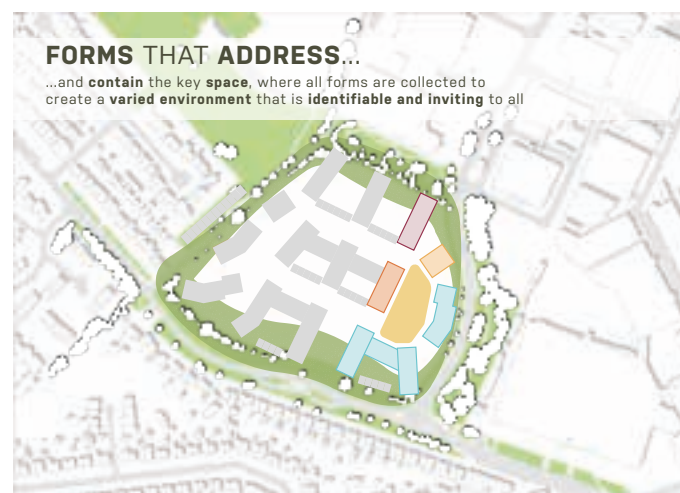 FORMS THAT ADDRESS...
...and contain the key space, where all forms are collected to
create a varied environment that is identifiable and inviting to all